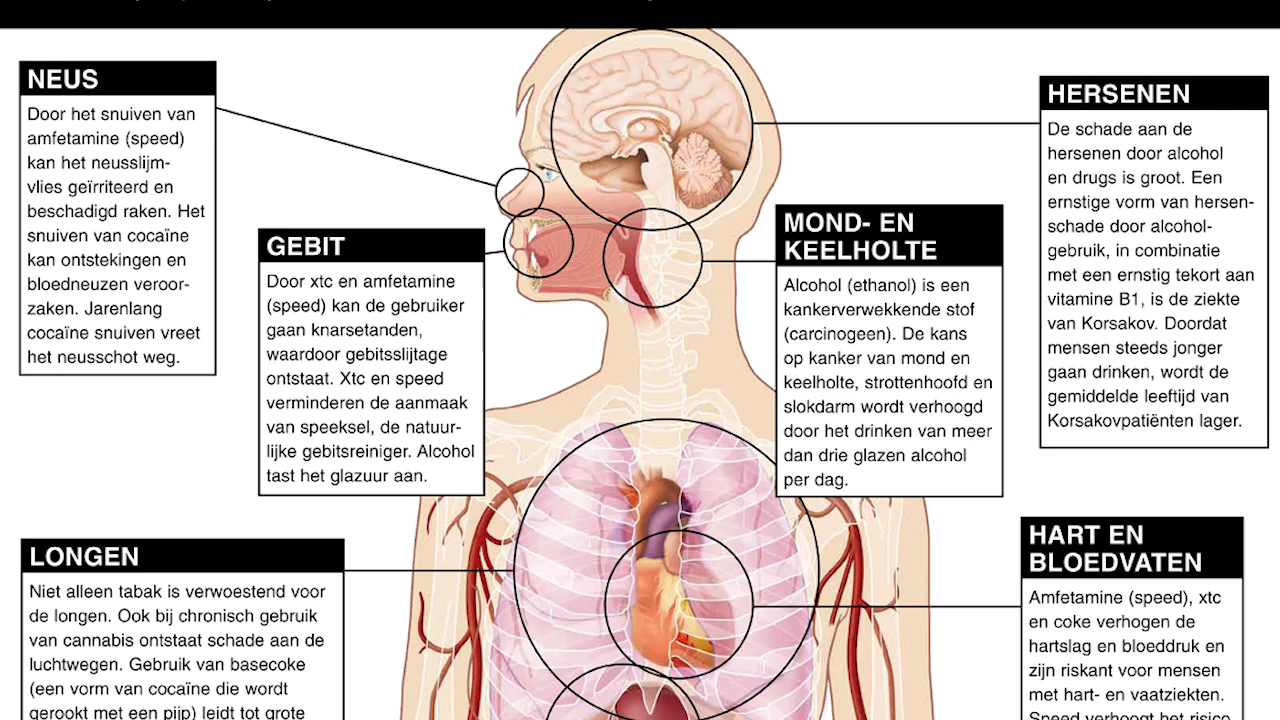 NEUS
Door het snuiven van
amfetamine (speed)
kan het neusslijm-
vlies geïrriteerd en
beschadigd raken. Het
snuiven van cocaïne
kan ontstekingen en
bloedneuzen veroor-
zaken. Jarenlang
cocaïne snuiven vreet
het neusschot weg.
GEBIT
Door xtc en amfetamine
(speed) kan de gebruiker
gaan knarsetanden,
waardoor gebitsslijtage
ontstaat. Xtc en speed
verminderen de aanmaak
van speeksel, de natuur-
lijke gebitsreiniger. Alcohol
tast het glazuur aan.
MOND- EN
KEELHOLTE
Alcohol (ethanol) is een
kankerverwekkende stof
(carcinogeen). De kans
op kanker van mond en
keelholte, strottenhoofd en
slokdarm wordt verhoogd
door het drinken van meer
dan drie glazen alcohol
per dag.
HERSENEN
De schade aan de
hersenen door alcohol
en drugs is groot. Een
ernstige vorm van hersen-
schade door alcohol-
gebruik, in combinatie
met een ernstig tekort aan
vitamine B1, is de ziekte
van Korsakov. Doordat
mensen steeds jonger
gaan drinken, wordt de
gemiddelde leeftijd van
Korsakovpatiënten lager.
LONGEN
Niet alleen tabak is verwoestend voor
de longen. Ook bij chronisch gebruik
van cannabis ontstaat schade aan de
luchtwegen. Gebruik van basecoke
(een vorm van cocaïne die wordt
gerookt met een pijp) leidt tot grote
HART EN
BLOEDVATEN
Amfetamine (speed), xtc
en coke verhogen de
hartslag en bloeddruk en
zijn riskant voor mensen
met hart- en vaatziekten.
Speed verhoogt het risico